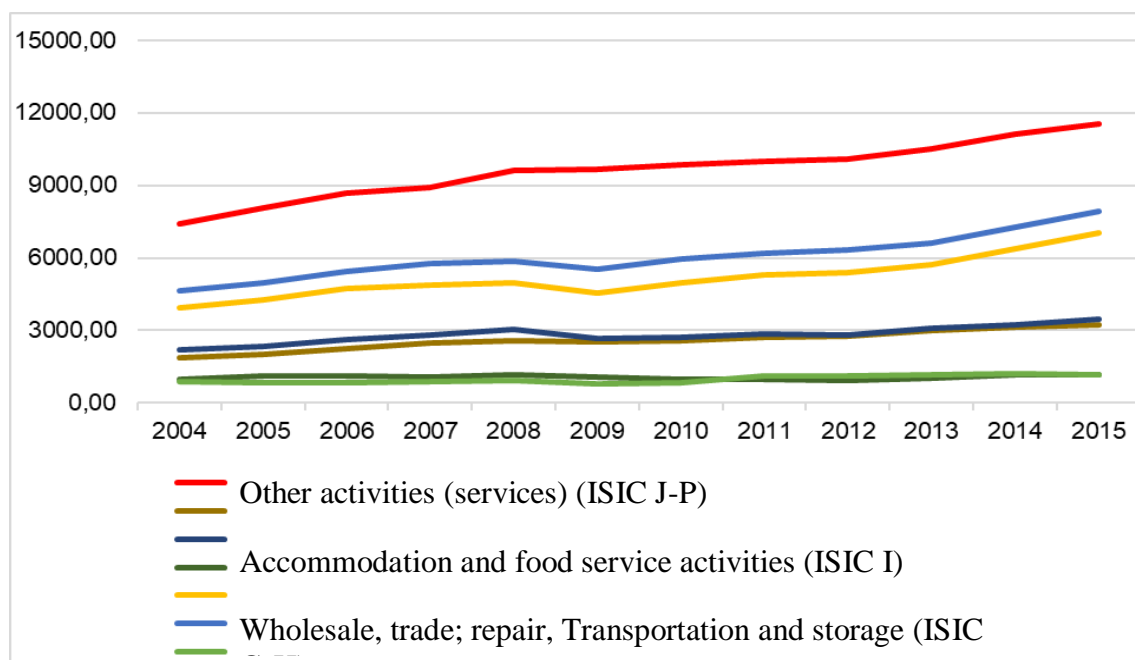 15000,00
12000,00
9000,00
6000,00
3000,00
0,00
2004 2005 2006 2007 2008 2009 2010 2011 2012 2013 2014 2015
Other activities (services) (ISIC J-P)
Accommodation and food service activities (ISIC I)
Wholesale, trade; repair, Transportation and storage (ISIC